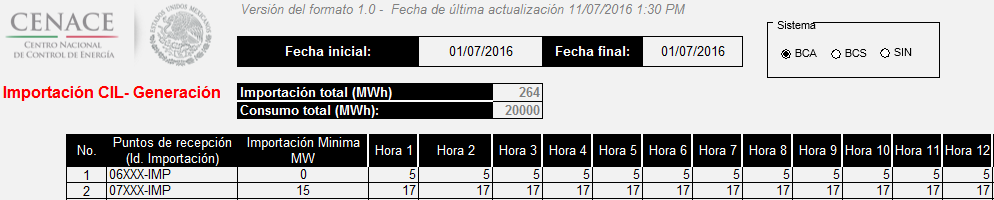 Versión del formato 1.0 - Fecha de última actualización 11/07/2016 1:30 PM
CENACE
CENTRO NACIONAL
DE CONTROL DE ENERGÍA
ESTADOS UNIDOS MEXICANOS
Fecha inicial: 01/07/2016 Fecha final: 01/07/2016
Sistema
BCA BCS SIN
Importación CIL- Generación
Importación total (MWh) 264
Consumo total (MWh): 20000
No. Puntos de recepción (Id. Importación) Importación Minima MW Hora 1 Hora 2 Hora 3 Hora 4 Hora 5 Hora 6 Hora 7 Hora 8 Hora 9 Hora 10 Hora 11 Hora 12
1 06XXX-IMP 0 5 5 5 5 5 5 5 5 5 5 5 5
2 07XXX-IMP 15 17 17 17 17 17 17 17 17 17 17 17 17